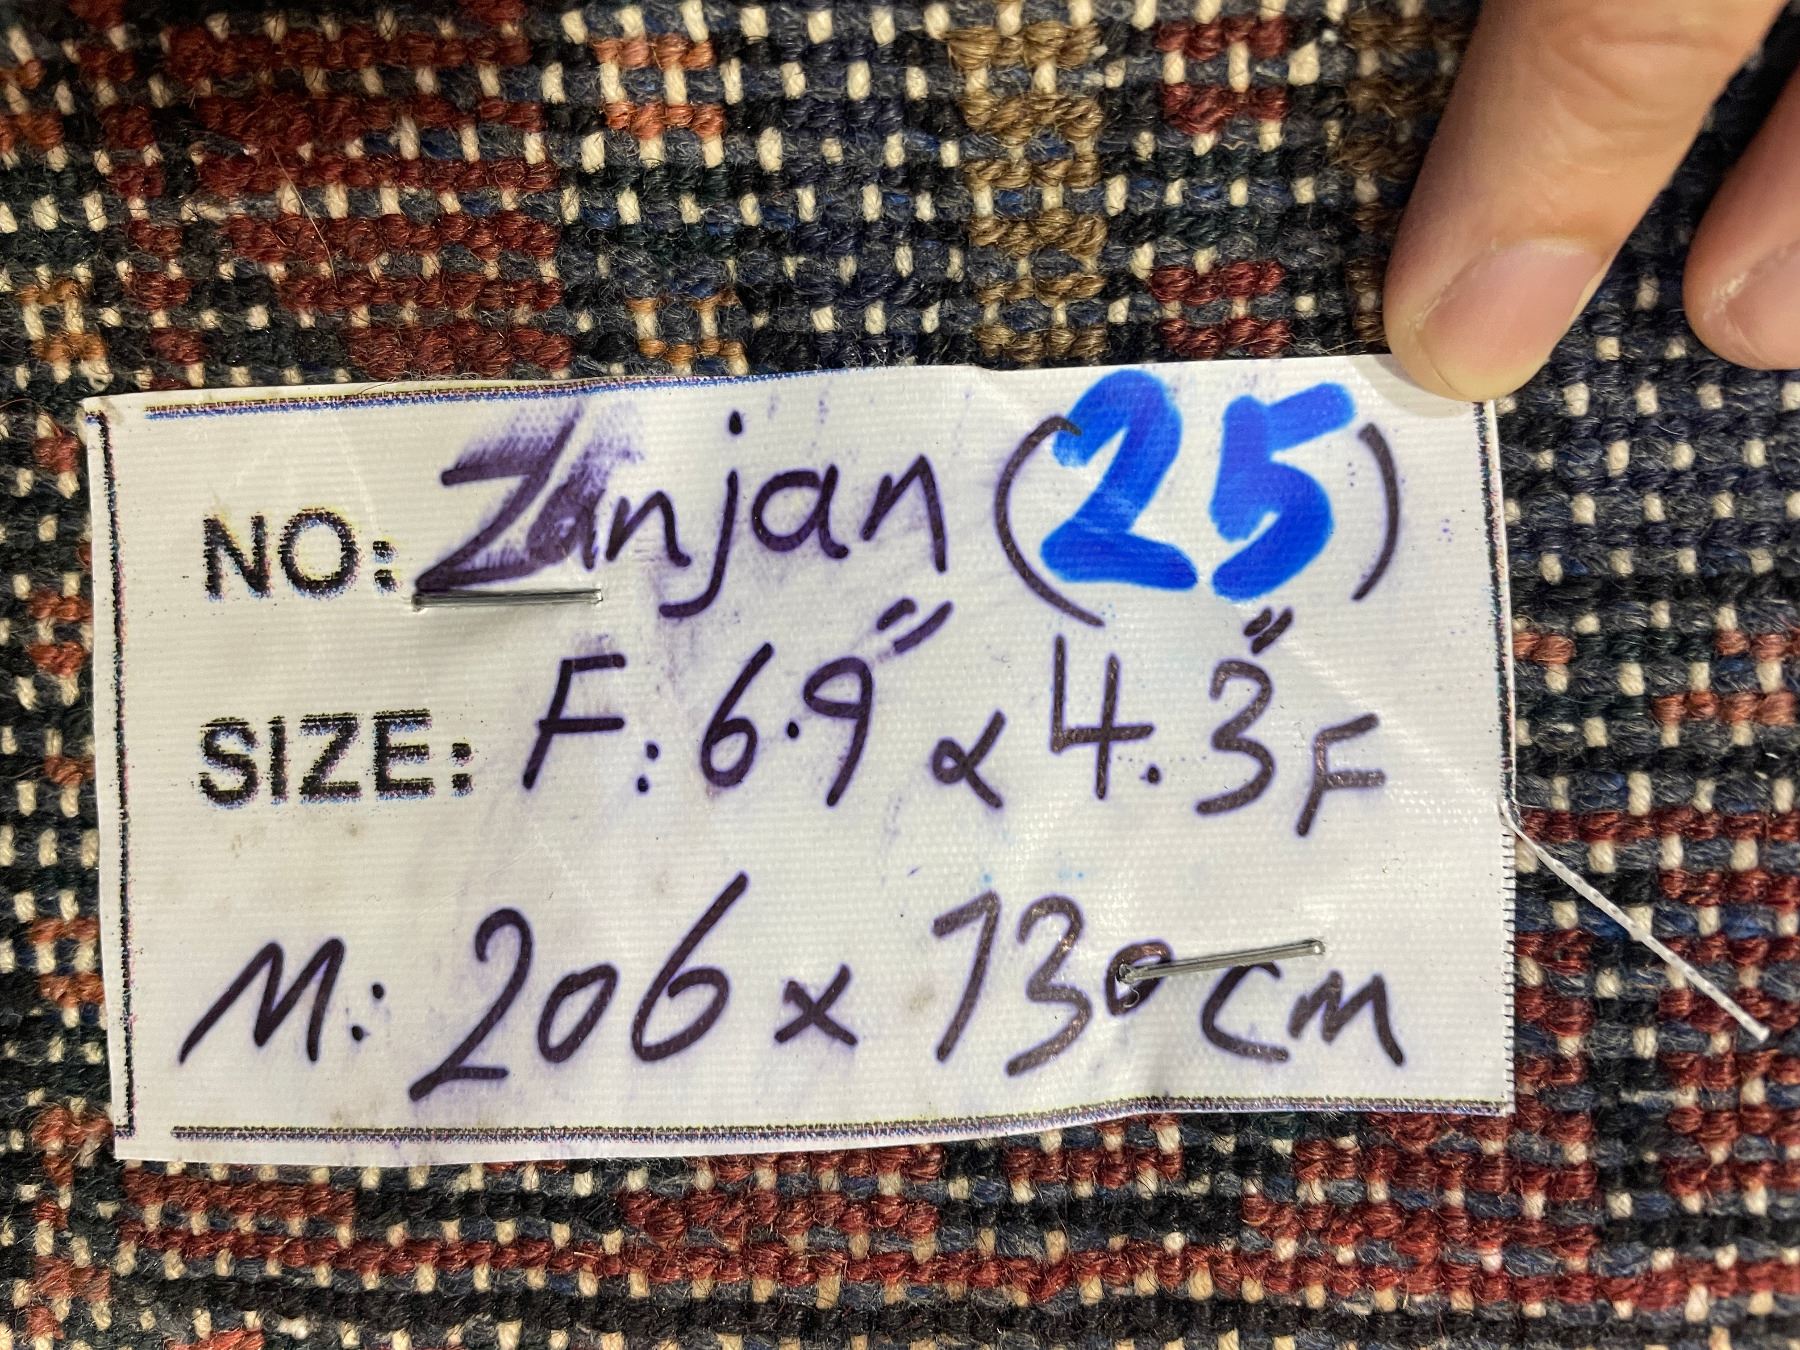 NO: Zanjan (25)
SIZE: F: 6.9" x 4.3" F
M: 206 x 130 cm